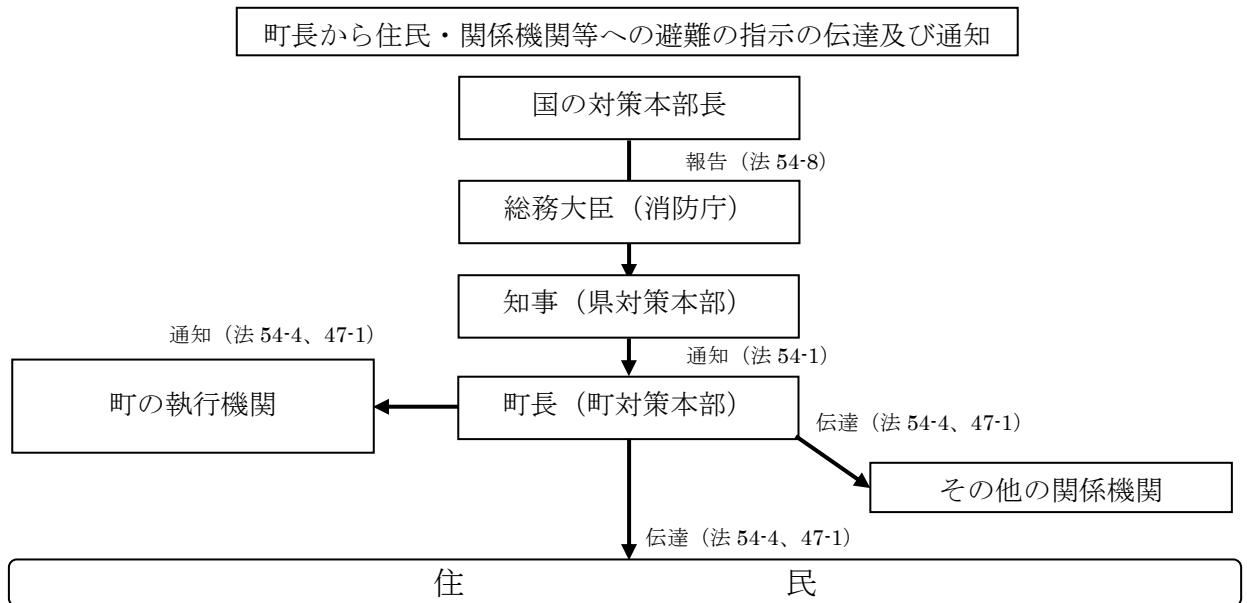 町長から住民・関係機関等への避難の指示の伝達及び通知
国の対策本部長
報告（法 54-8）
総務大臣（消防庁）
知事（県対策本部）
通知（法 54-4、47-1）
通知（法 54-1）
町の執行機関
町長（町対策本部）
伝達（法 54-4、47-1）
その他の関係機関
伝達（法 54-4、47-1）
住 民